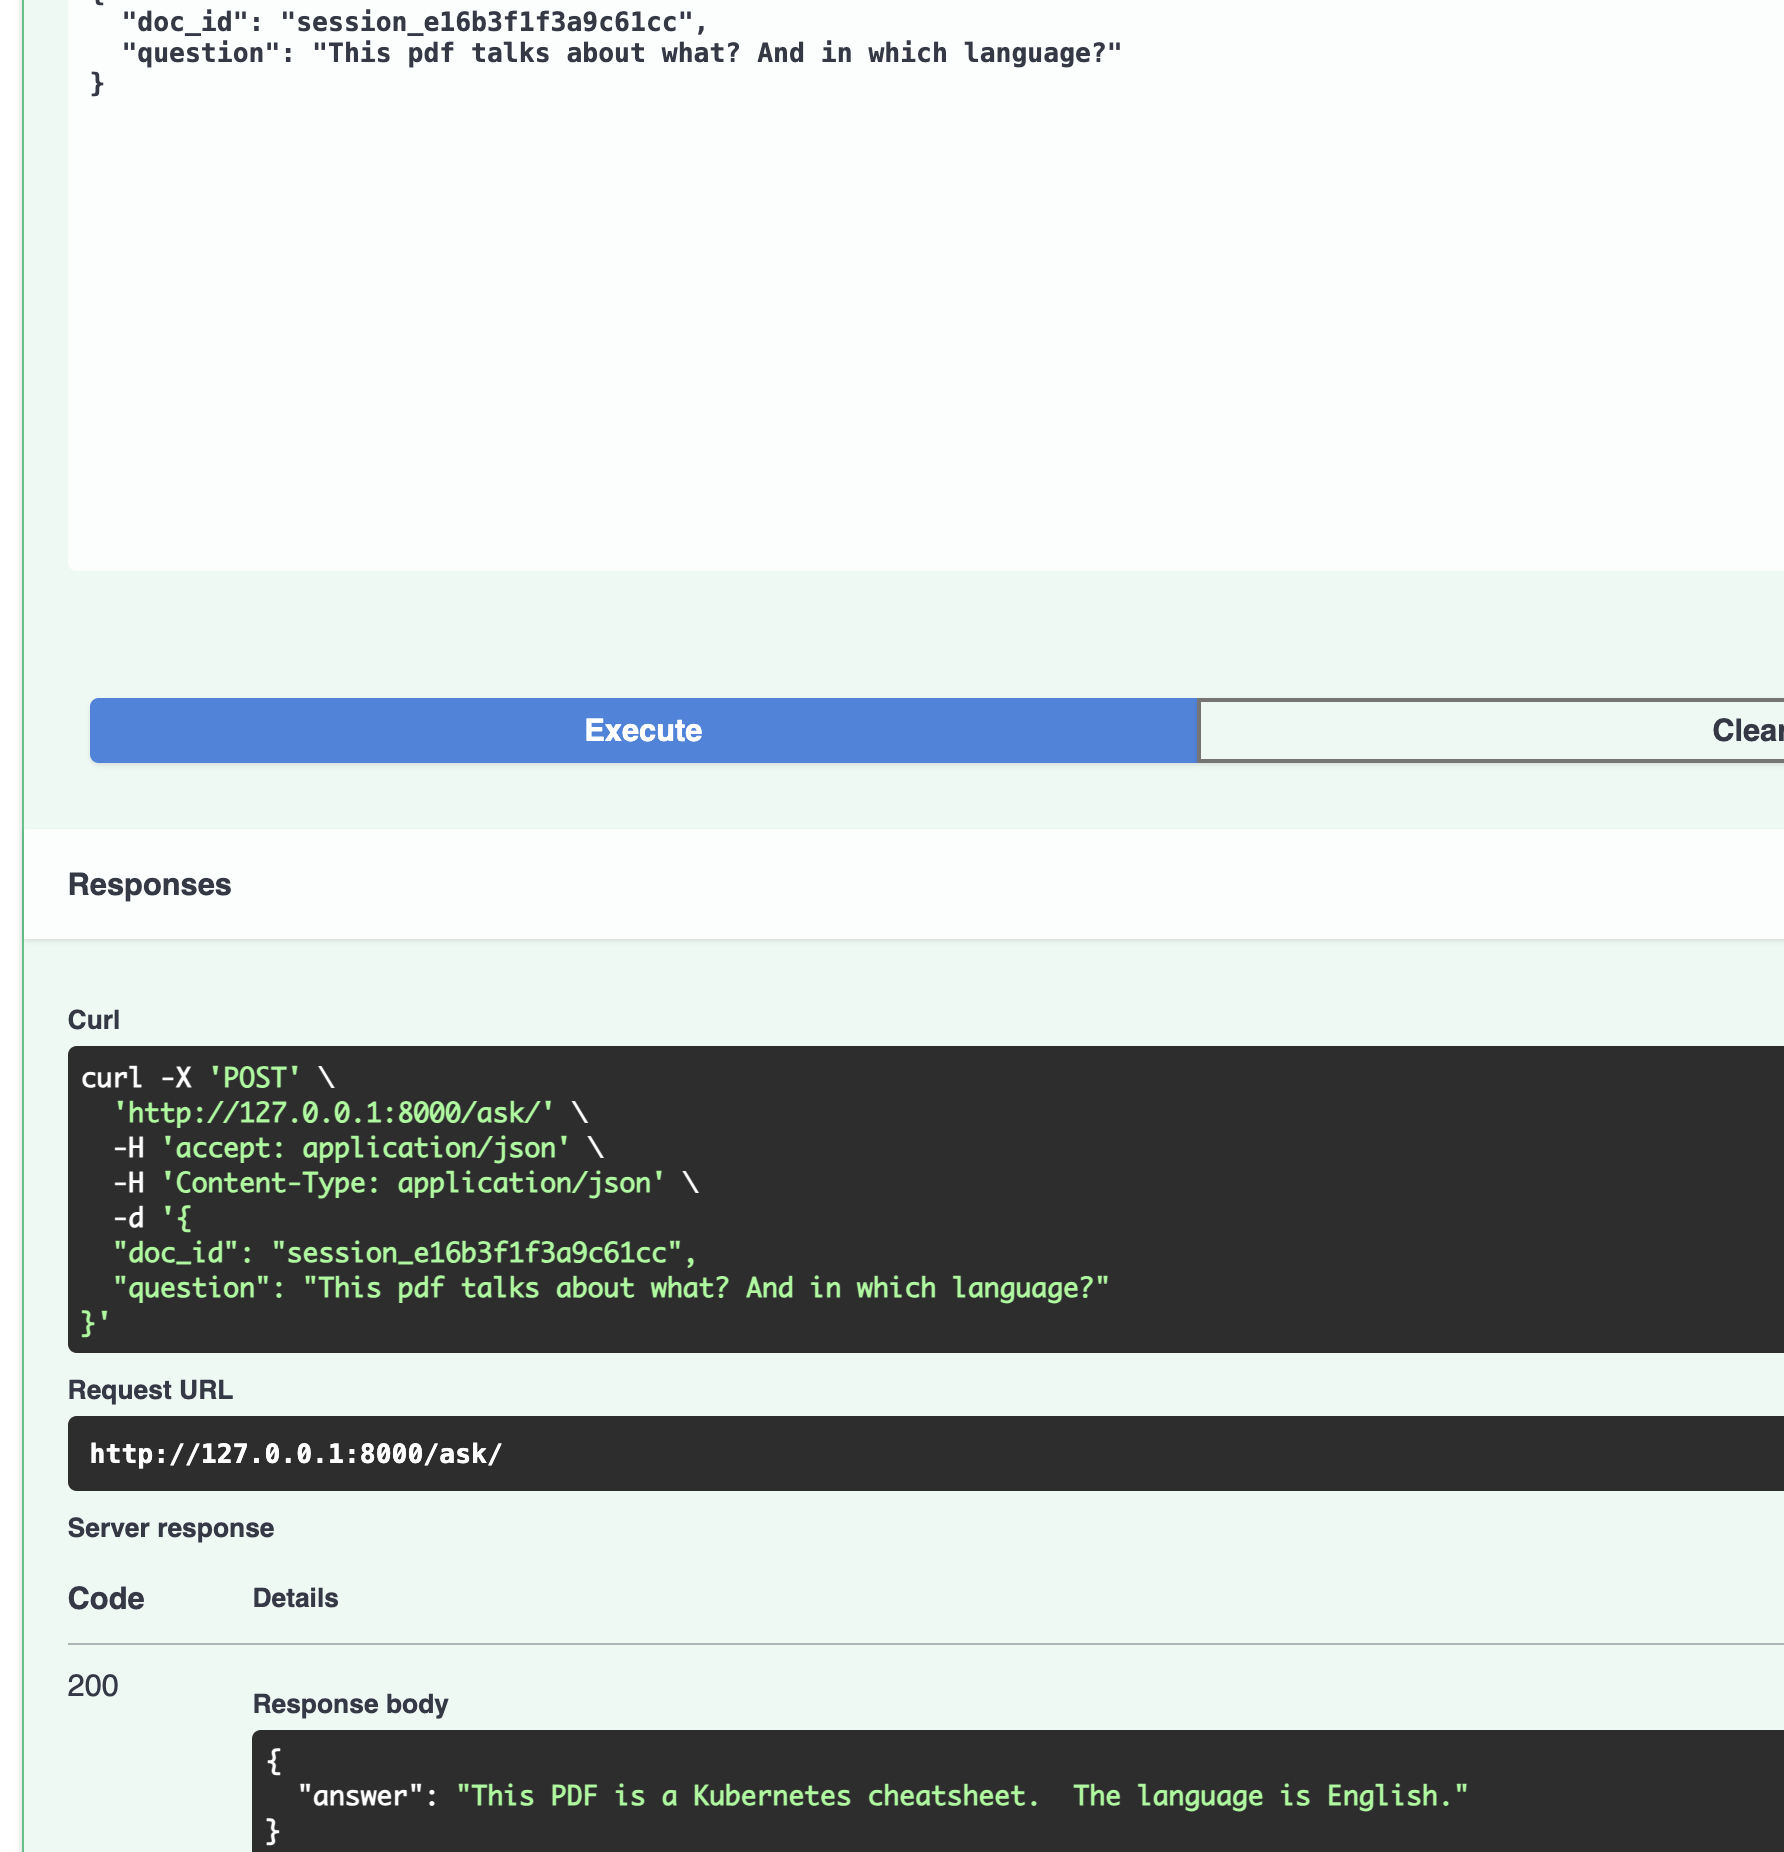 {
  "doc_id": "session_e16b3f1f3a9c61cc",
  "question": "This pdf talks about what? And in which language?"
}
Execute
Clear
Responses
Curl
curl -X 'POST' \
  'http://127.0.0.1:8000/ask/' \
  -H 'accept: application/json' \
  -H 'Content-Type: application/json' \
  -d '{
  "doc_id": "session_e16b3f1f3a9c61cc",
  "question": "This pdf talks about what? And in which language?"
}'
Request URL
http://127.0.0.1:8000/ask/
Server response
Code Details
200
Response body
{
  "answer": "This PDF is a Kubernetes cheatsheet.  The language is English."
}